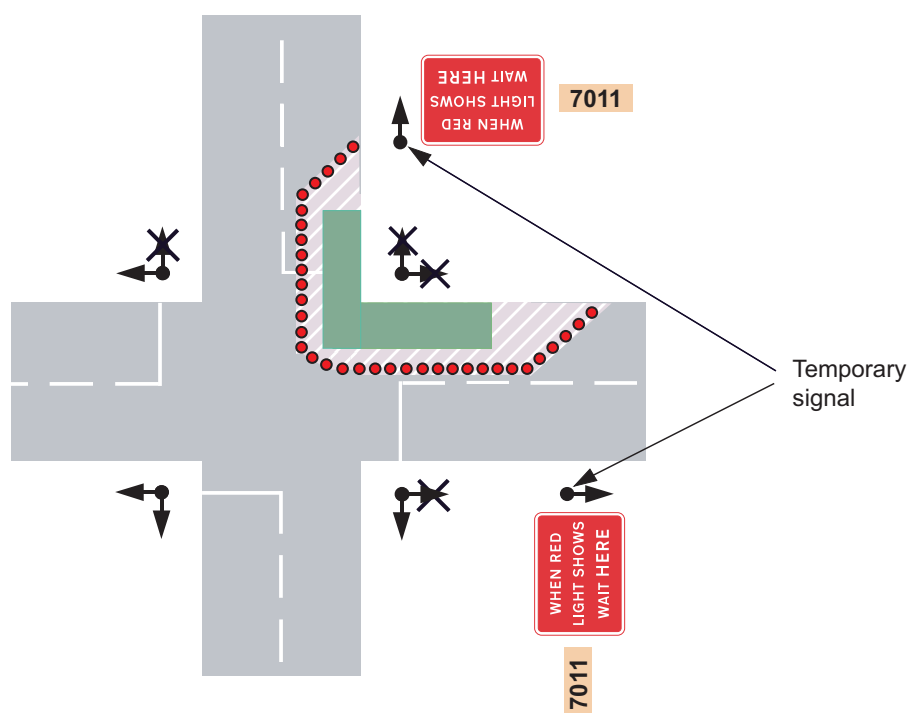 WHEN RED
LIGHT SHOWS
WAIT HERE
7011
Temporary
signal
WHEN RED
LIGHT SHOWS
WAIT HERE
7011